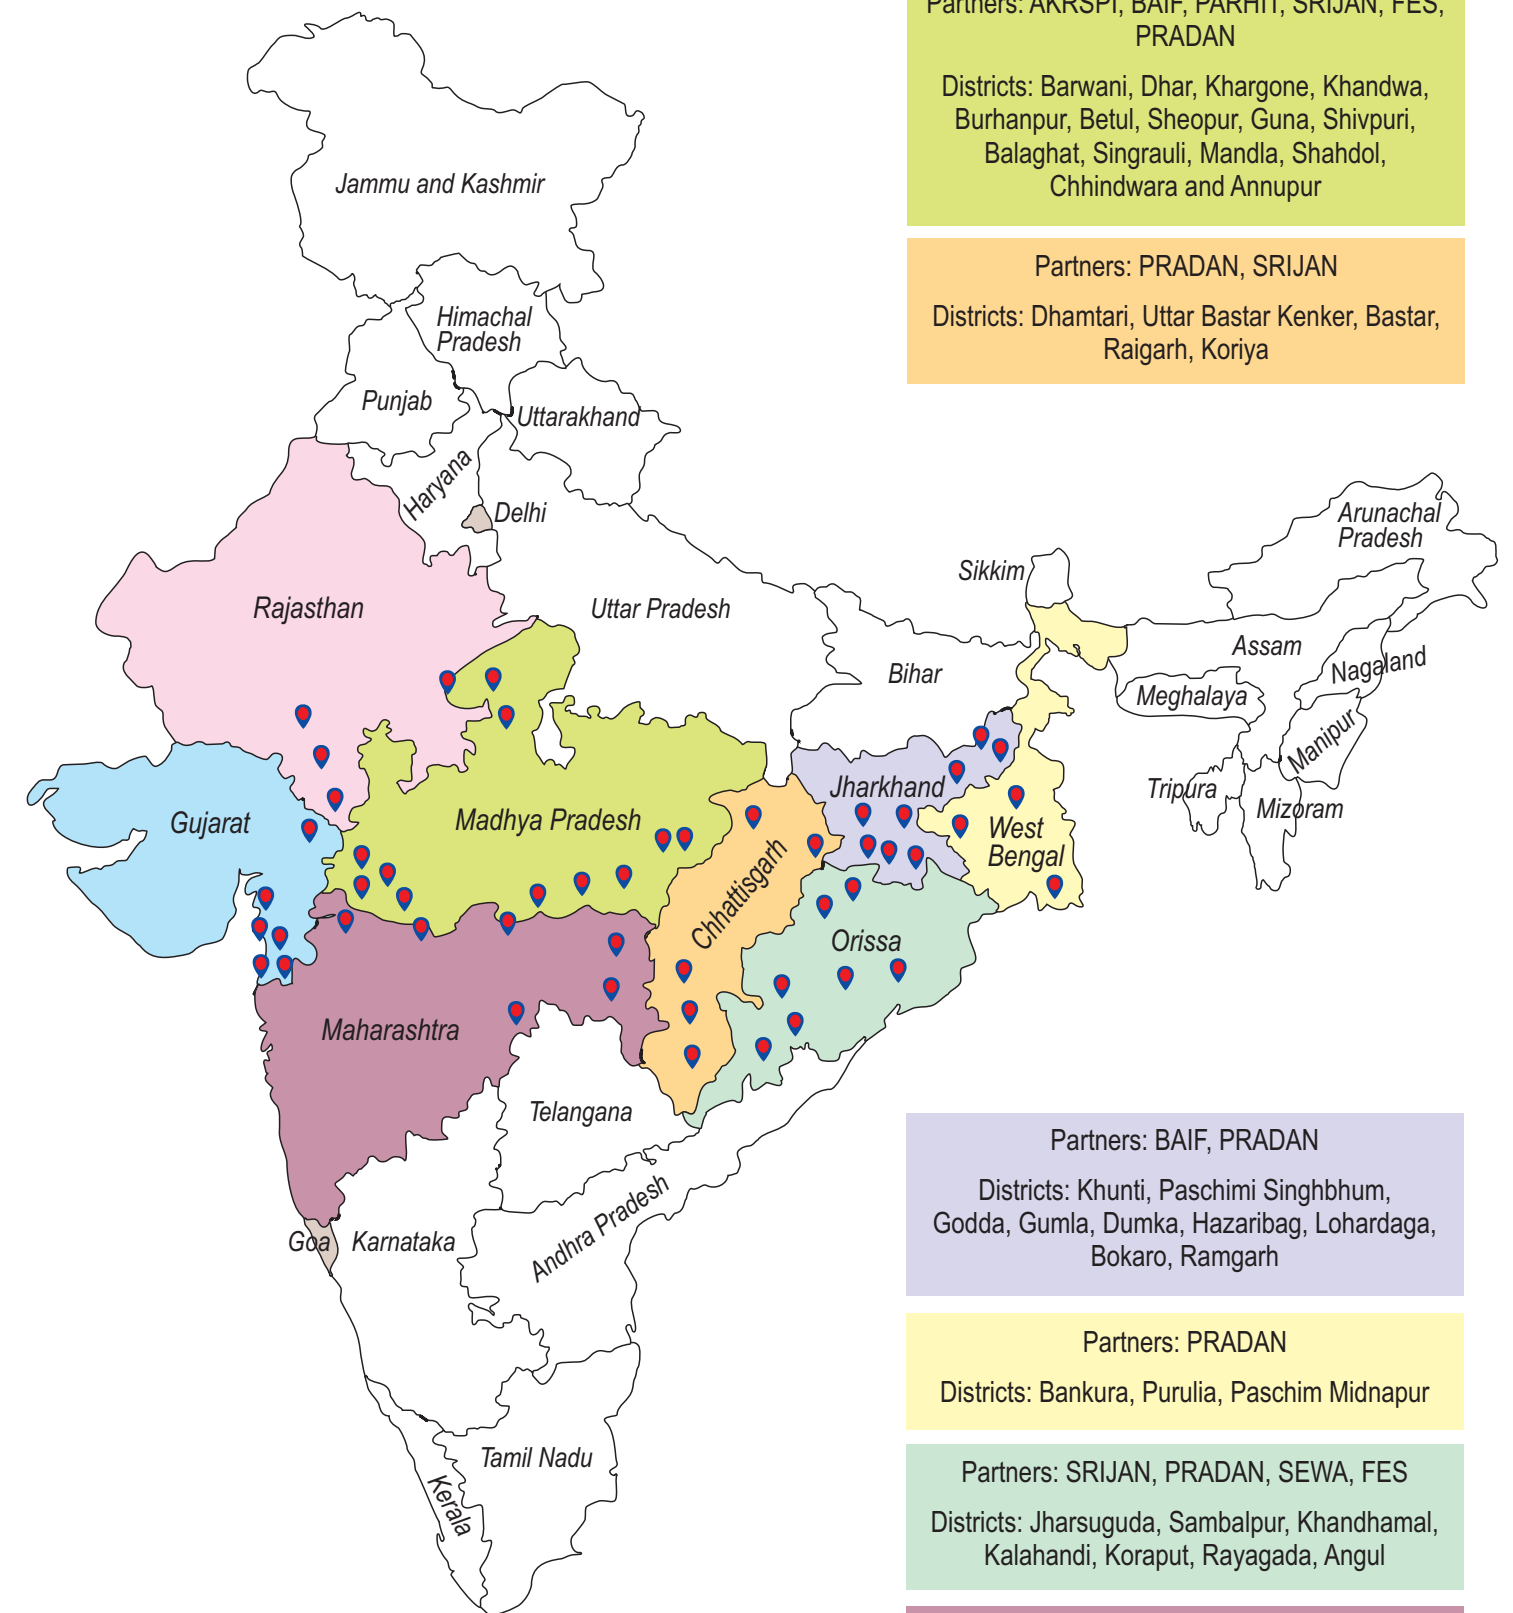 Partners: AKRSPI, BAIF, PARHIT, SRIJAN, FES,
PRADAN
Districts: Barwani, Dhar, Khargone, Khandwa,
Burhanpur, Betul, Sheopur, Guna, Shivpuri,
Balaghat, Singrauli, Mandla, Shahdol,
Chhindwara and Annupur
Partners: PRADAN, SRIJAN
Districts: Dhamtari, Uttar Bastar Kenker, Bastar,
Raigarh, Koriya
Jammu and Kashmir
Himachal
Pradesh
Punjab
Uttarakhand
Haryana
Delhi
Arunachal
Pradesh
Sikkim
Rajasthan
Uttar Pradesh
Assam
Bihar
Nagaland
Meghalaya
Manipur
Jharkhand
Tripura
Mizoram
Gujarat
Madhya Pradesh
West
Bengal
Chhattisgarh
Orissa
Maharashtra
Telangana
Andhra Pradesh
Goa
Karnataka
Tamil Nadu
Kerala
Partners: BAIF, PRADAN
Districts: Khunti, Paschimi Singhbhum,
Godda, Gumla, Dumka, Hazaribag, Lohardaga,
Bokaro, Ramgarh
Partners: PRADAN
Districts: Bankura, Purulia, Paschim Midnapur
Partners: SRIJAN, PRADAN, SEWA, FES
Districts: Jharsuguda, Sambalpur, Khandhamal,
Kalahandi, Koraput, Rayagada, Angul